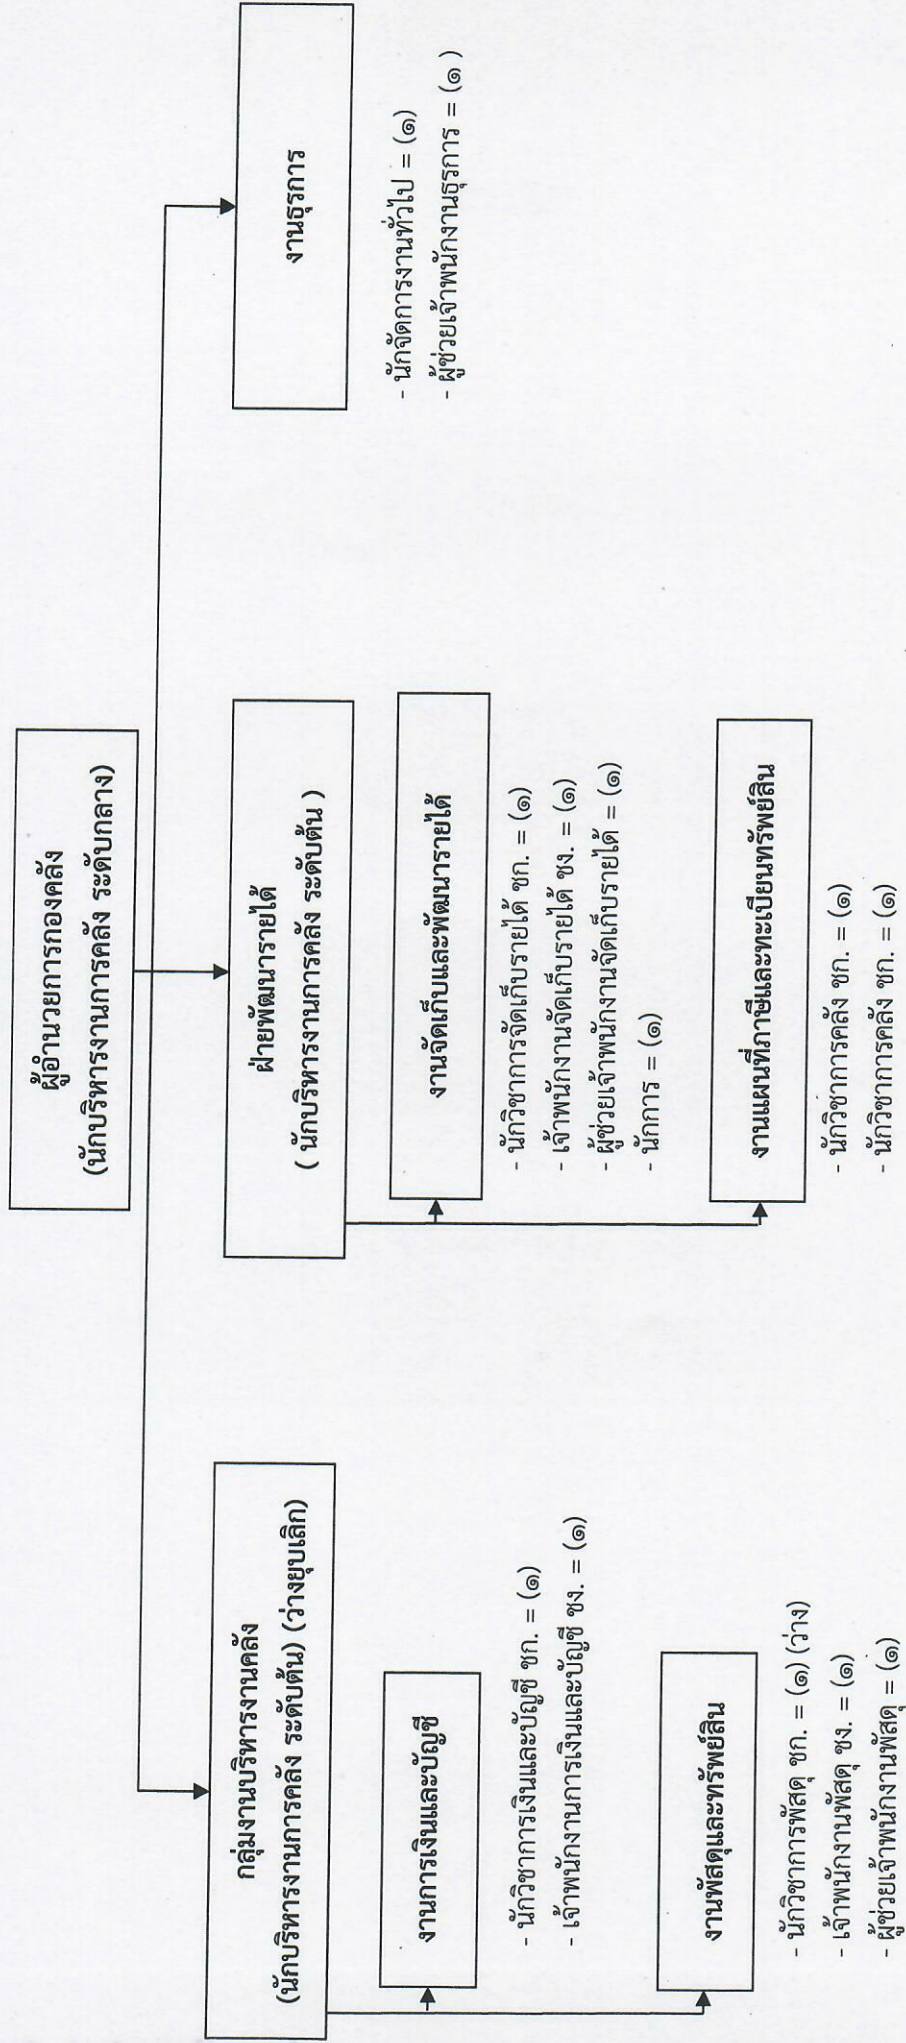 ผู้อำนวยการกองคลัง
(นักบริหารงานการคลัง ระดับกลาง)
กลุ่มงานบริหารงานคลัง
(นักบริหารงานการคลัง ระดับต้น) (ว่างยุบเลิก)
งานการเงินและบัญชี
- นักวิชาการเงินและบัญชี ชก. = (๑)
- เจ้าพนักงานการเงินและบัญชี ชง. = (๑)
งานพัสดุและทรัพย์สิน
- นักวิชาการพัสดุ ชก. = (๑) (ว่าง)
- เจ้าพนักงานพัสดุ ชง. = (๑)
- ผู้ช่วยเจ้าพนักงานพัสดุ = (๑)
ฝ่ายพัฒนารายได้
( นักบริหารงานการคลัง ระดับต้น )
งานจัดเก็บและพัฒนารายได้
- นักวิชาการจัดเก็บรายได้ ชก. = (๑)
- เจ้าพนักงานจัดเก็บรายได้ ชง. = (๑)
- ผู้ช่วยเจ้าพนักงานจัดเก็บรายได้ = (๑)
- นักการ = (๑)
งานแผนที่ภาษีและทะเบียนทรัพย์สิน
- นักวิชาการคลัง ชก. = (๑)
- นักวิชาการคลัง ชก. = (๑)
งานธุรการ
- นักจัดการงานทั่วไป = (๑)
- ผู้ช่วยเจ้าพนักงานธุรการ = (๑ )